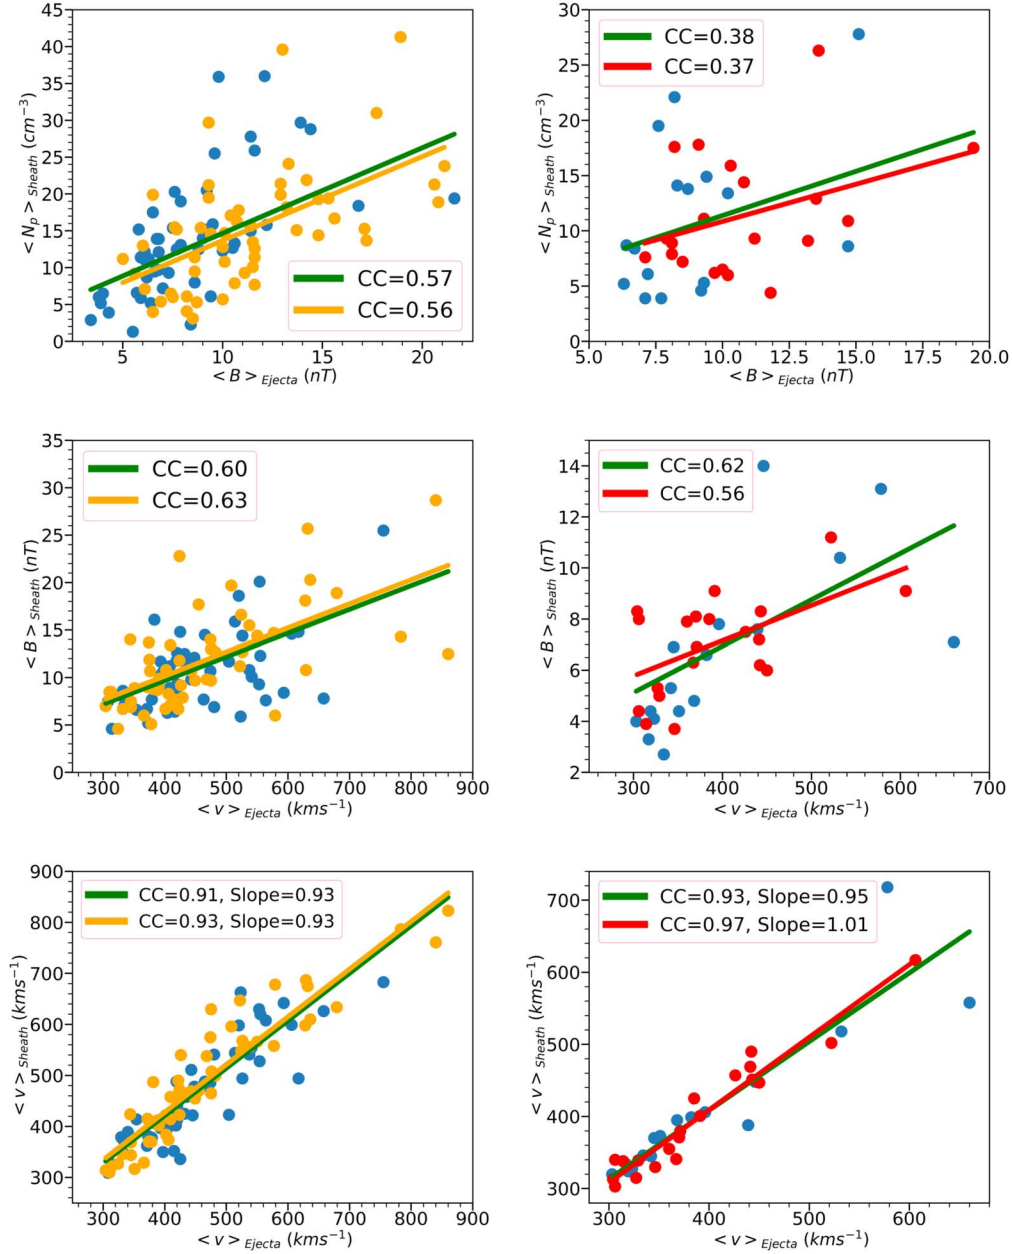 45
40
35
30
25
20
15
10
5
0
< N_p >_Sheath (cm^−3)
CC=0.57
CC=0.56
5 10 15 20
< B >_Ejecta (nT)
30
25
20
15
10
5
0
< N_p >_Sheath (cm^−3)
CC=0.38
CC=0.37
5.0 7.5 10.0 12.5 15.0 17.5 20.0
< B >_Ejecta (nT)
35
30
25
20
15
10
5
0
< B >_Sheath (nT)
CC=0.60
CC=0.63
300 400 500 600 700 800 900
< v >_Ejecta (kms^−1)
14
12
10
8
6
4
2
< B >_Sheath (nT)
CC=0.62
CC=0.56
300 400 500 600 700
< v >_Ejecta (kms^−1)
900
800
700
600
500
400
300
< v >_Sheath (kms^−1)
CC=0.91, Slope=0.93
CC=0.93, Slope=0.93
300 400 500 600 700 800 900
< v >_Ejecta (kms^−1)
700
600
500
400
300
< v >_Sheath (kms^−1)
CC=0.93, Slope=0.95
CC=0.97, Slope=1.01
300 400 500 600
< v >_Ejecta (kms^−1)